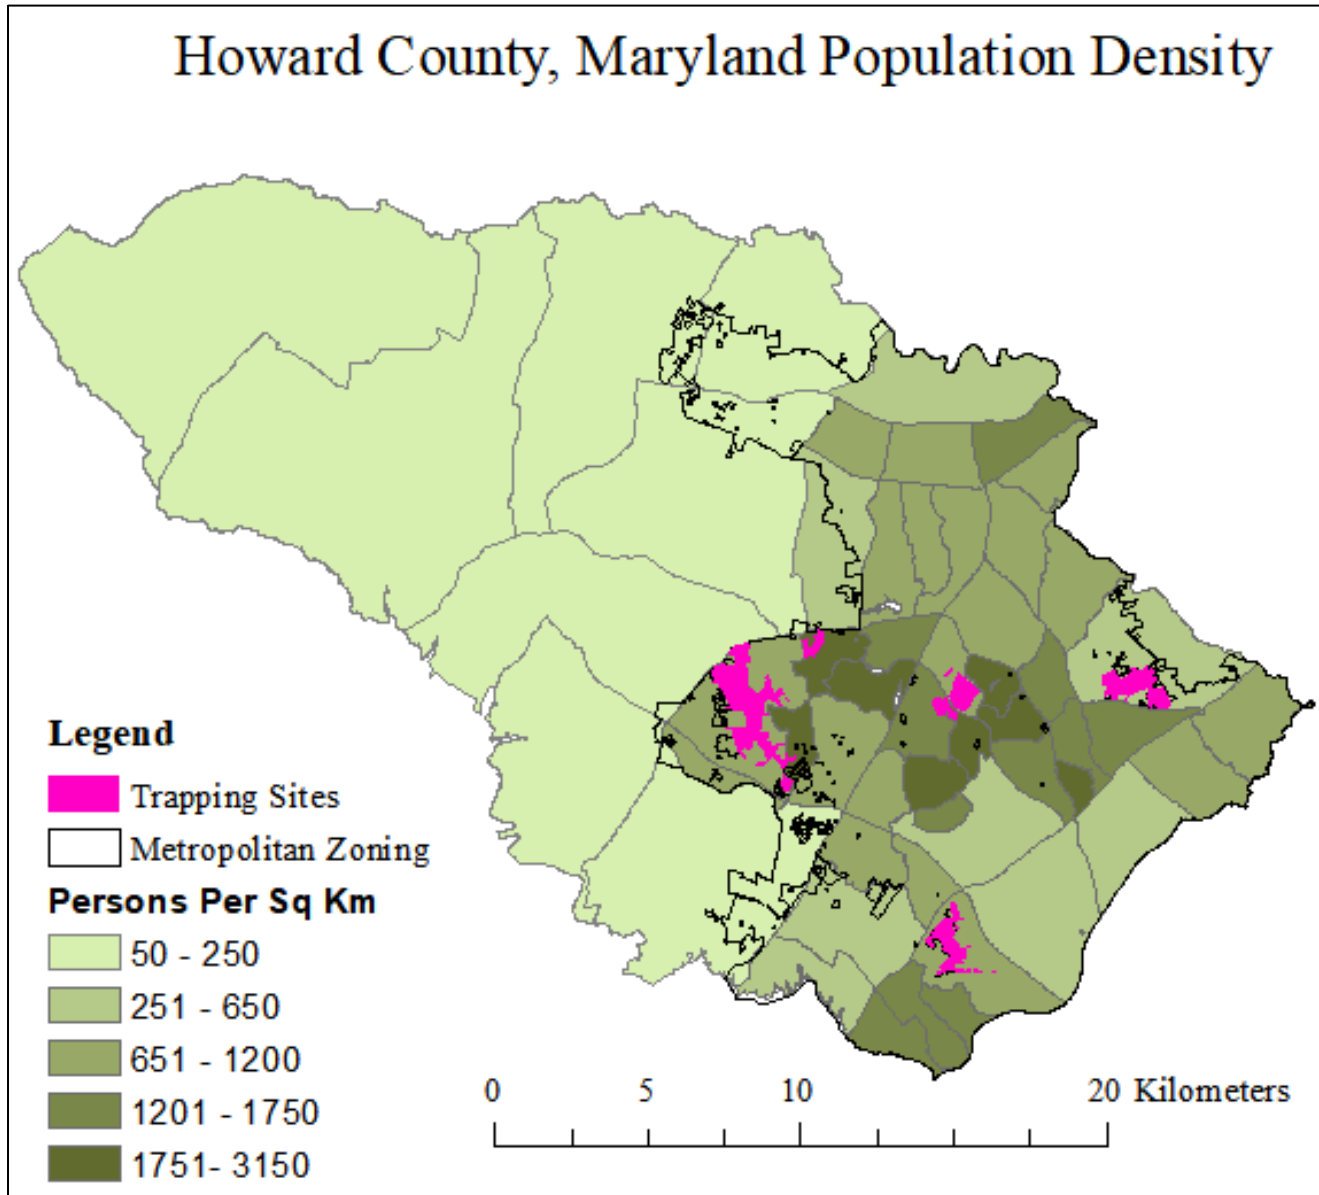 Howard County, Maryland Population Density
Legend
Trapping Sites
Metropolitan Zoning
Persons Per Sq Km
50 - 250
251 - 650
651 - 1200
1201 - 1750
1751- 3150
0 5 10 20 Kilometers